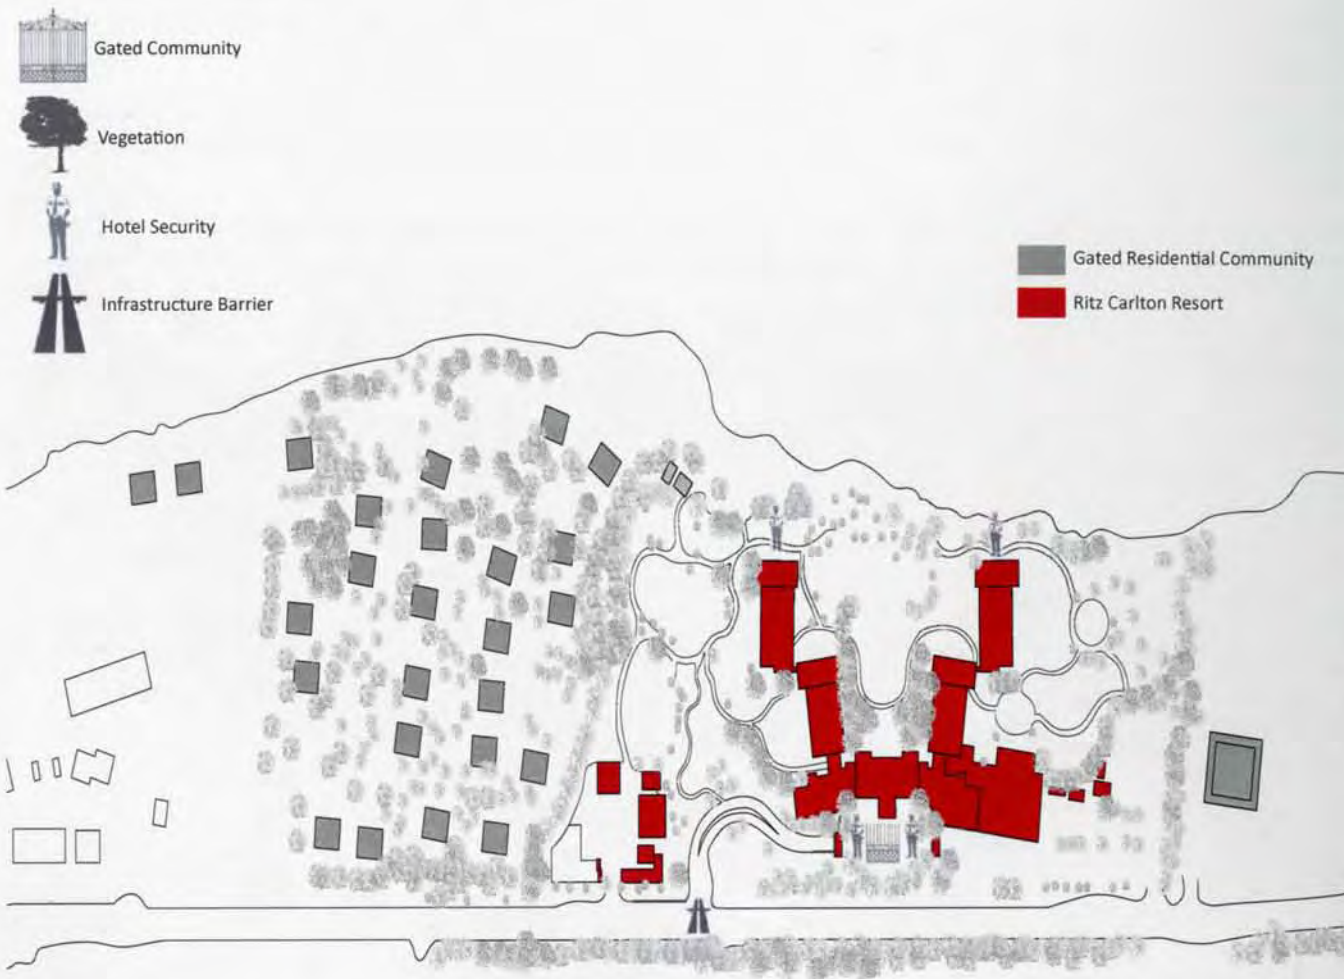 Gated Community
Vegetation
Hotel Security
Infrastructure Barrier
Gated Residential Community
Ritz Carlton Resort